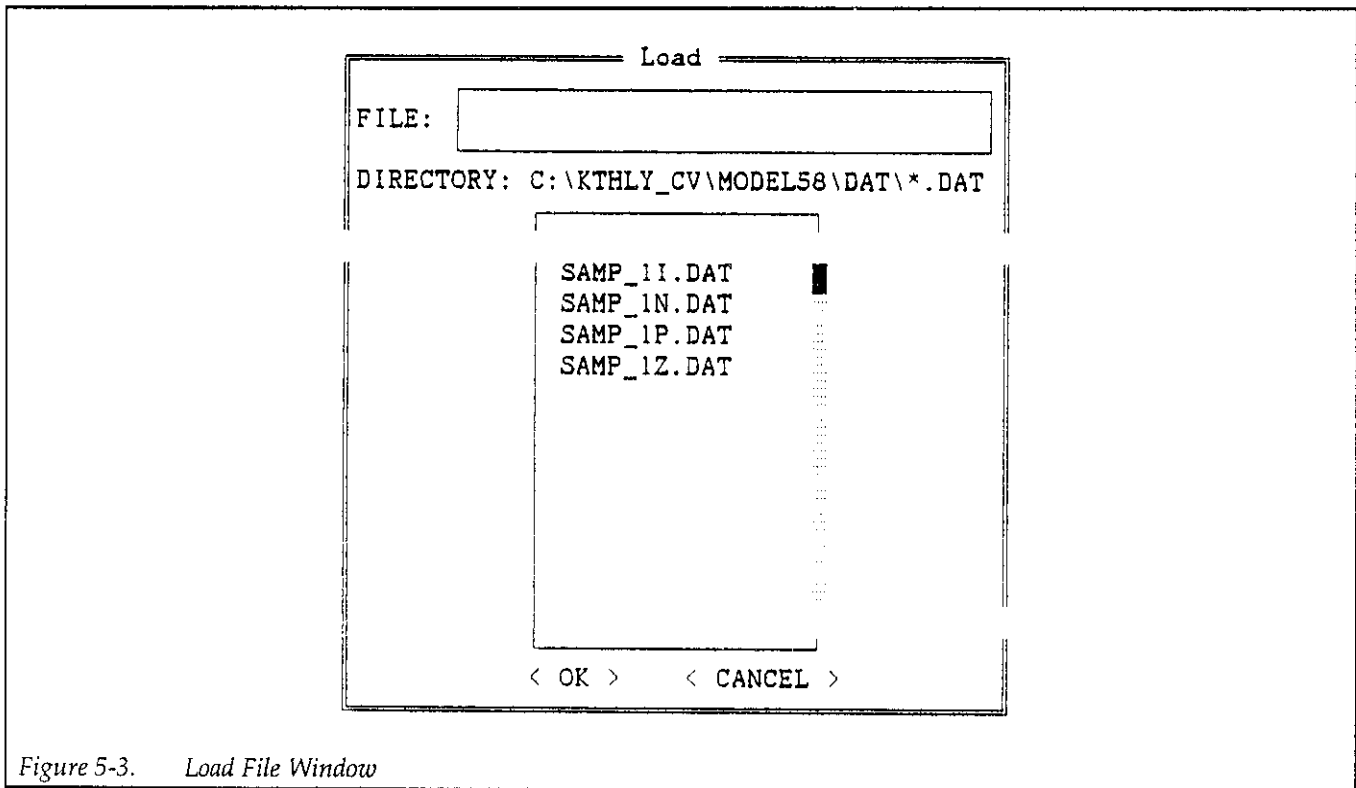 Load
FILE:
DIRECTORY: C:\KTHLY_CV\MODEL58\DAT\*.DAT
SAMP_1I.DAT
SAMP_1N.DAT
SAMP_1P.DAT
SAMP_1Z.DAT
< OK > < CANCEL >
Figure 5-3. Load File Window